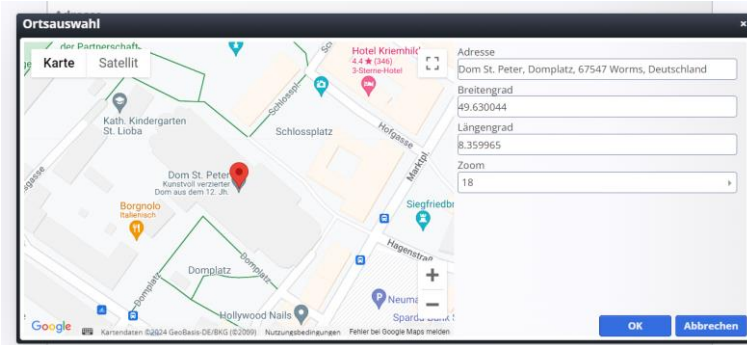 Adresse
Ortsauswahl
×
der Partnerschaft
Karte
Satellit
Hotel Kriemhild
4.4 ★ (346)
3-Sterne-Hotel
Kath. Kindergarten
St. Lioba
Schlossplatz
Schlosspl.
Hofgasse
Marktpl.
Dom St. Peter
Kunstvoll verzierter
Dom aus dem 12. Jh.
Borgnolo
Italienisch
Siegfriedbr
Hagenstraße
Domplatz
Domplatz
Domplatz
P
Neuma
Hollywood Nails
Sparda-Bank
+
−
Google
Kartendaten ©2024 GeoBasis-DE/BKG (©2009)
Nutzungsbedingungen
Fehler bei Google Maps melden
Adresse
Dom St. Peter, Domplatz, 67547 Worms, Deutschland
Breitengrad
49.630044
Längengrad
8.359965
Zoom
18
OK
Abbrechen